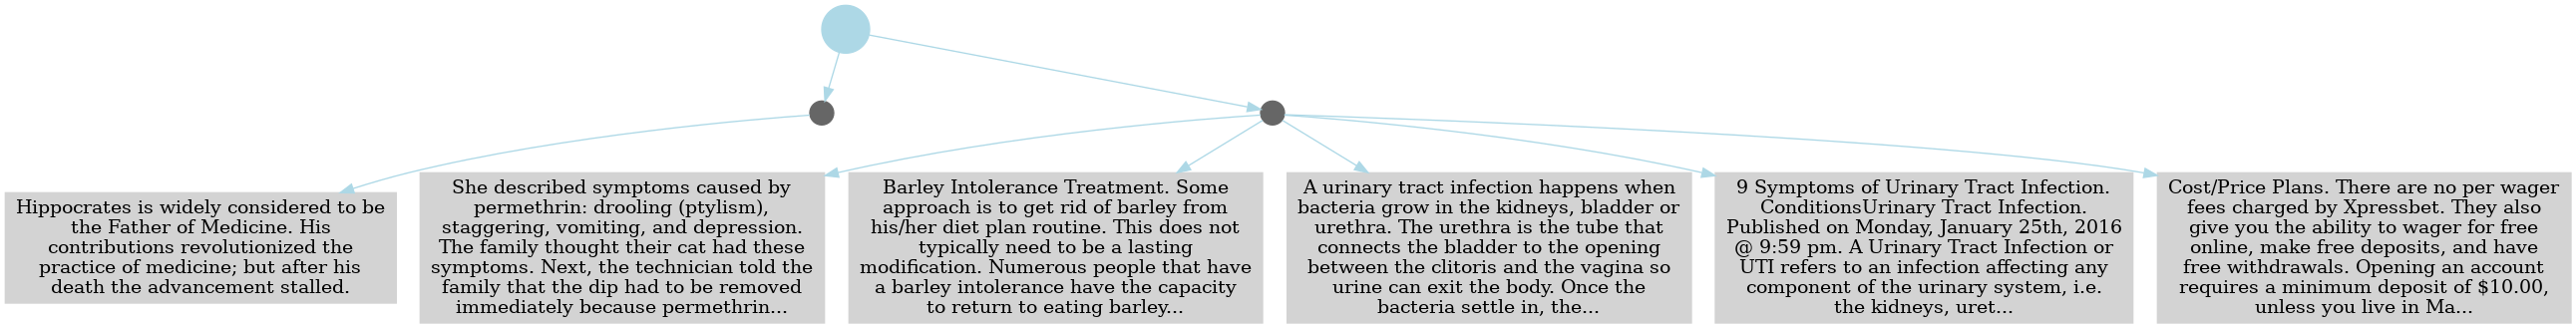 Hippocrates is widely considered to be
the Father of Medicine. His
contributions revolutionized the
practice of medicine; but after his
death the advancement stalled.
She described symptoms caused by
permethrin: drooling (ptylism),
staggering, vomiting, and depression.
The family thought their cat had these
symptoms. Next, the technician told the
family that the dip had to be removed
immediately because permethrin...
Barley Intolerance Treatment. Some
approach is to get rid of barley from
his/her diet plan routine. This does not
typically need to be a lasting
modification. Numerous people that have
a barley intolerance have the capacity
to return to eating barley...
A urinary tract infection happens when
bacteria grow in the kidneys, bladder or
urethra. The urethra is the tube that
connects the bladder to the opening
between the clitoris and the vagina so
urine can exit the body. Once the
bacteria settle in, the...
9 Symptoms of Urinary Tract Infection.
ConditionsUrinary Tract Infection.
Published on Monday, January 25th, 2016
@ 9:59 pm. A Urinary Tract Infection or
UTI refers to an infection affecting any
component of the urinary system, i.e.
the kidneys, uret...
Cost/Price Plans. There are no per wager
fees charged by Xpressbet. They also
give you the ability to wager for free
online, make free deposits, and have
free withdrawals. Opening an account
requires a minimum deposit of $10.00,
unless you live in Ma...